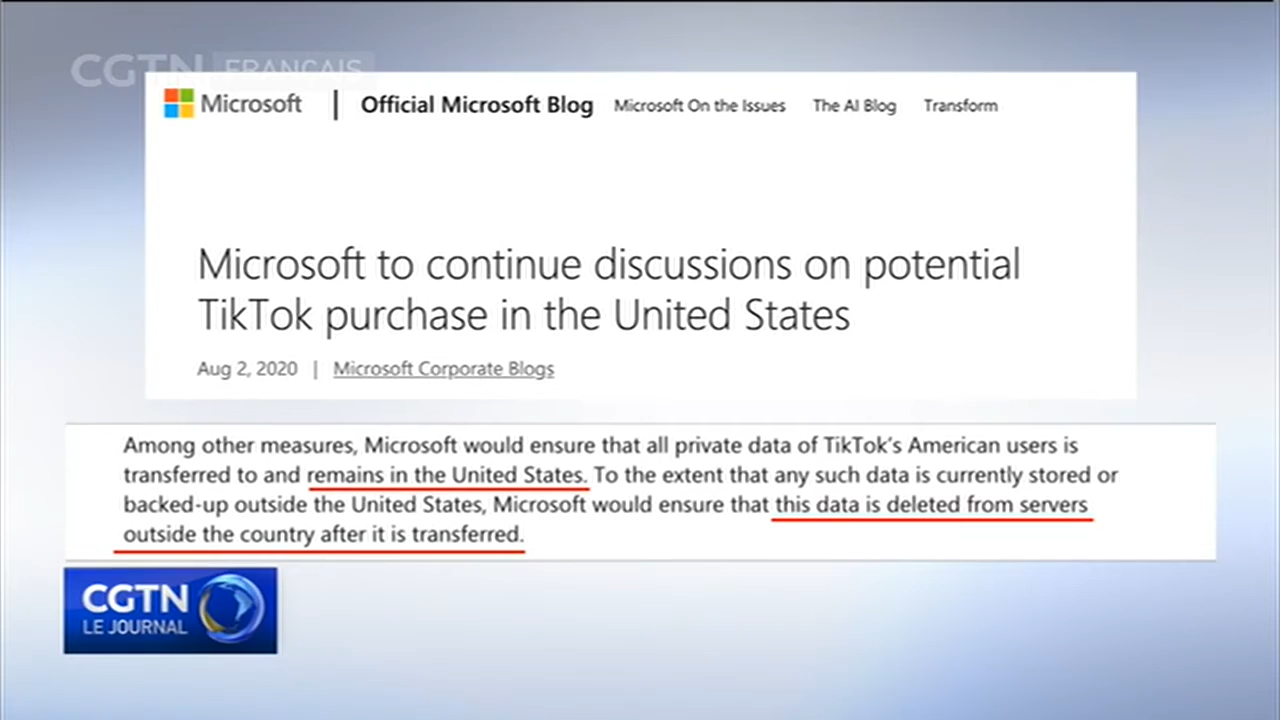 CGTN FRANÇAIS
Microsoft | Official Microsoft Blog Microsoft On the Issues The AI Blog Transform
Microsoft to continue discussions on potential
TikTok purchase in the United States
Aug 2, 2020 | Microsoft Corporate Blogs
Among other measures, Microsoft would ensure that all private data of TikTok's American users is
transferred to and remains in the United States. To the extent that any such data is currently stored or
backed-up outside the United States, Microsoft would ensure that this data is deleted from servers
outside the country after it is transferred.
CGTN
LE JOURNAL